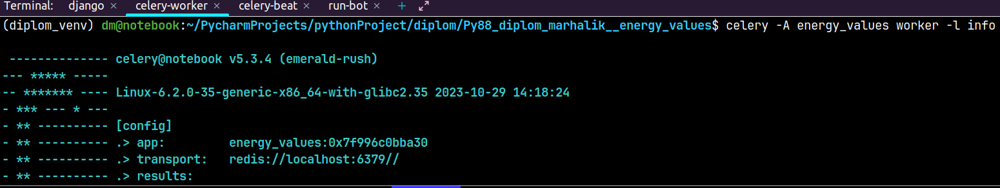 Terminal: django × celery-worker × celery-beat × run-bot × +
(diplom_venv) dm@notebook:~/PycharmProjects/pythonProject/diplom/Py88_diplom_marhalik__energy_values$ celery -A energy_values worker -l info
 -------------- celery@notebook v5.3.4 (emerald-rush)
--- ***** -----
-- ******* ---- Linux-6.2.0-35-generic-x86_64-with-glibc2.35 2023-10-29 14:18:24
- *** --- * ---
- ** ---------- [config]
- ** ---------- .> app:         energy_values:0x7f996c0bba30
- ** ---------- .> transport:   redis://localhost:6379//
- ** ---------- .> results: